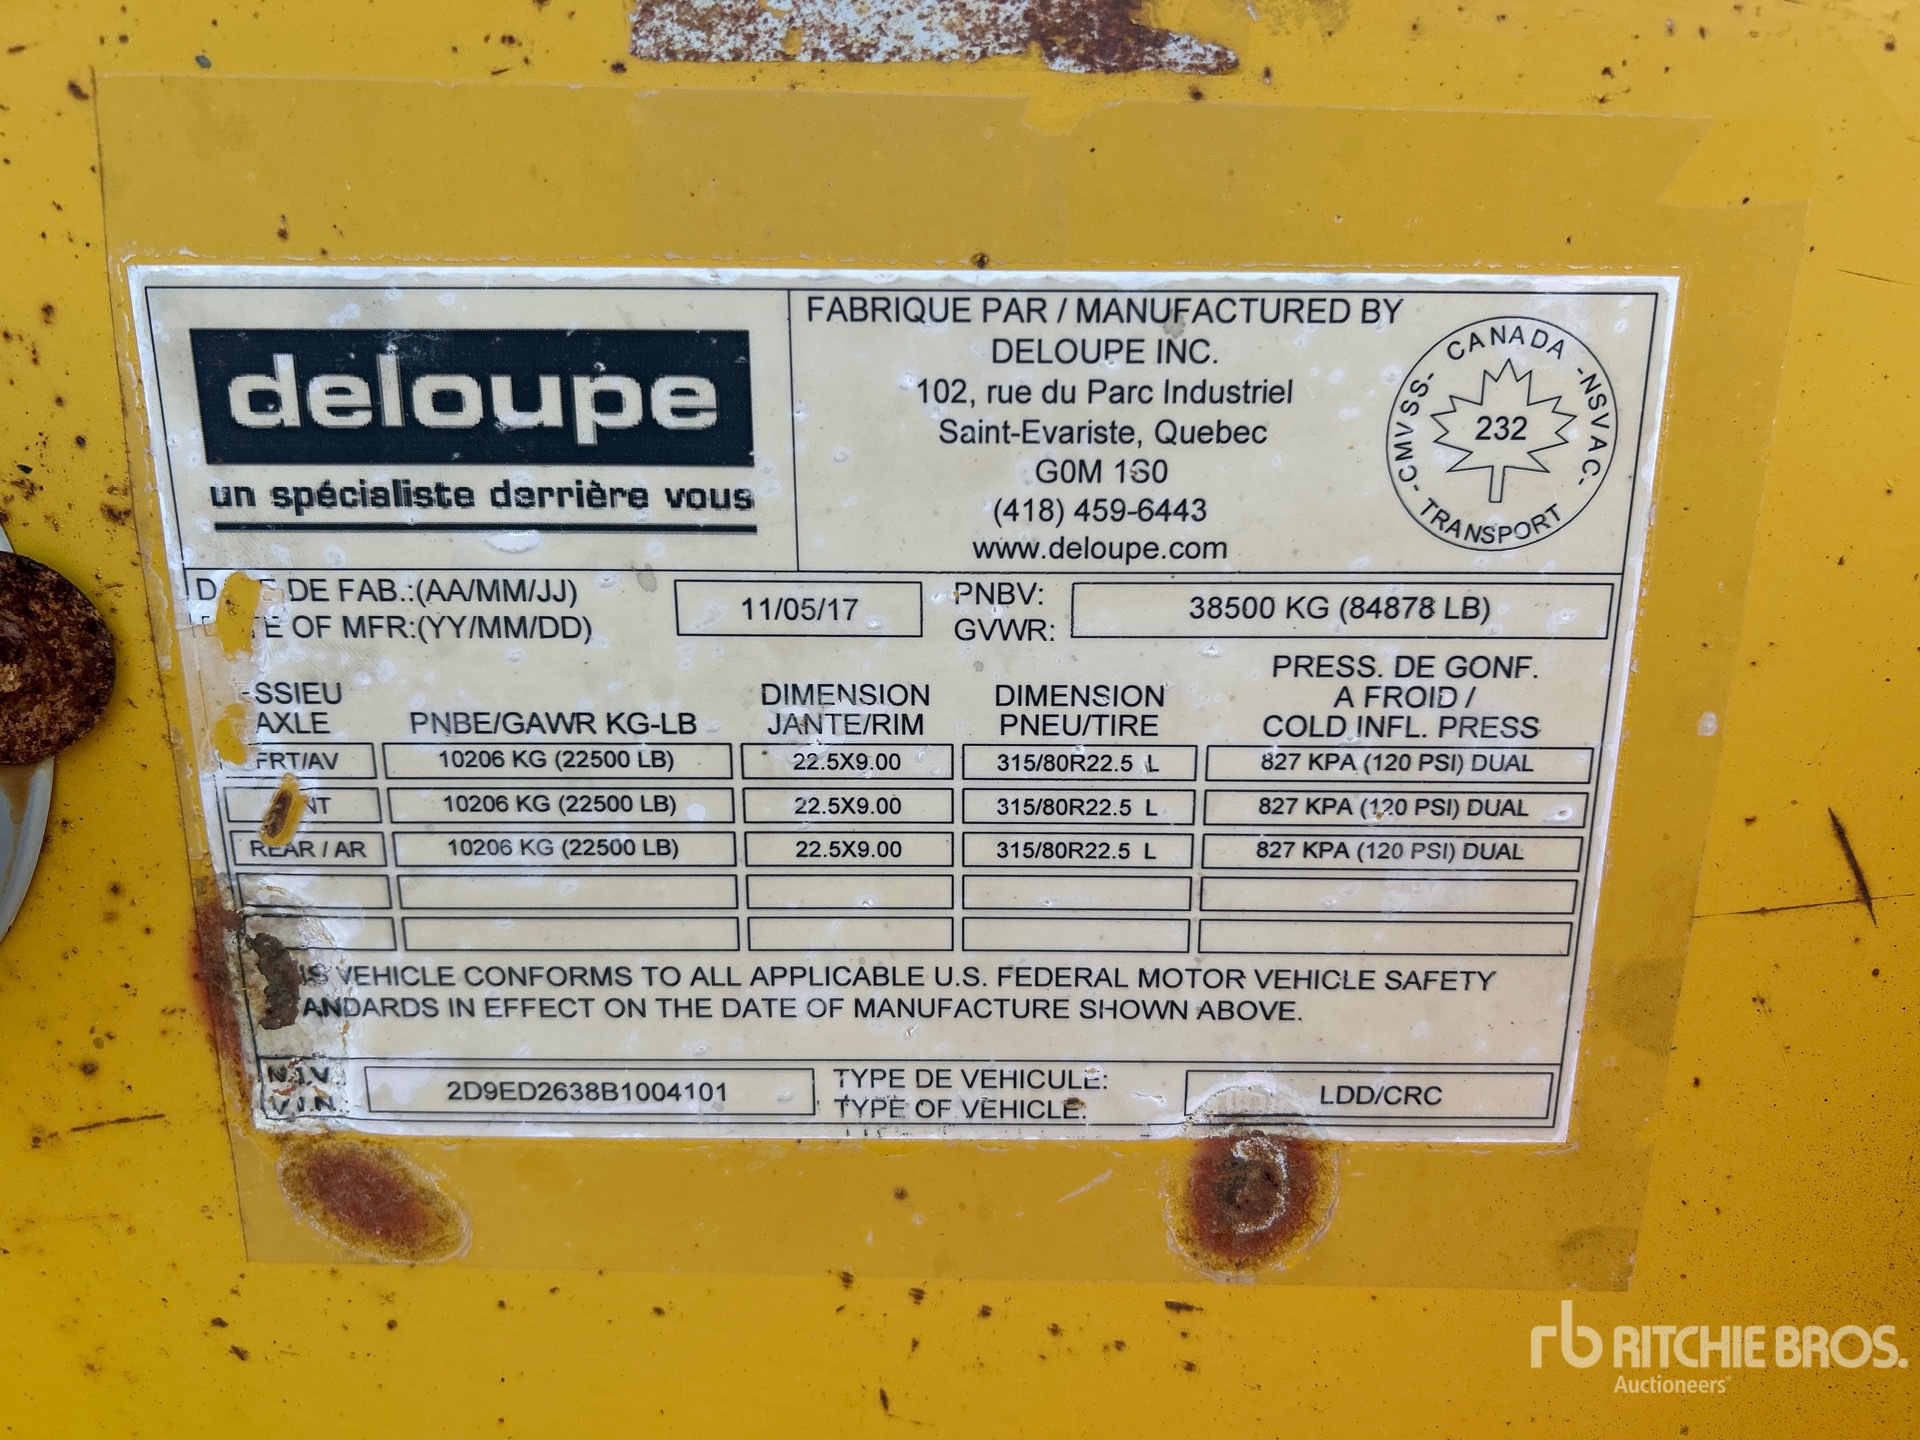 deloupe
un spécialiste derrière vous
FABRIQUE PAR / MANUFACTURED BY
DELOUPE INC.
102, rue du Parc Industriel
Saint-Evariste, Quebec
G0M 1S0
(418) 459-6443
www.deloupe.com
CANADA
-NSVAC-
TRANSPORT
-CMVSS-
232
DE FAB.:(AA/MM/JJ)
OF MFR:(YY/MM/DD)
11/05/17
PNBV:
GVWR:
38500 KG (84878 LB)
SSIEU
AXLE
PNBE/GAWR KG-LB
DIMENSION
JANTE/RIM
DIMENSION
PNEU/TIRE
PRESS. DE GONF.
A FROID /
COLD INFL. PRESS
FRT/AV 10206 KG (22500 LB) 22.5X9.00 315/80R22.5 L 827 KPA (120 PSI) DUAL
NT 10206 KG (22500 LB) 22.5X9.00 315/80R22.5 L 827 KPA (120 PSI) DUAL
REAR / AR 10206 KG (22500 LB) 22.5X9.00 315/80R22.5 L 827 KPA (120 PSI) DUAL
IS VEHICLE CONFORMS TO ALL APPLICABLE U.S. FEDERAL MOTOR VEHICLE SAFETY
ANDARDS IN EFFECT ON THE DATE OF MANUFACTURE SHOWN ABOVE.
N.I.V.
V.I.N.
2D9ED2638B1004101
TYPE DE VEHICULE:
TYPE OF VEHICLE:
LDD/CRC
rb RITCHIE BROS.
Auctioneers